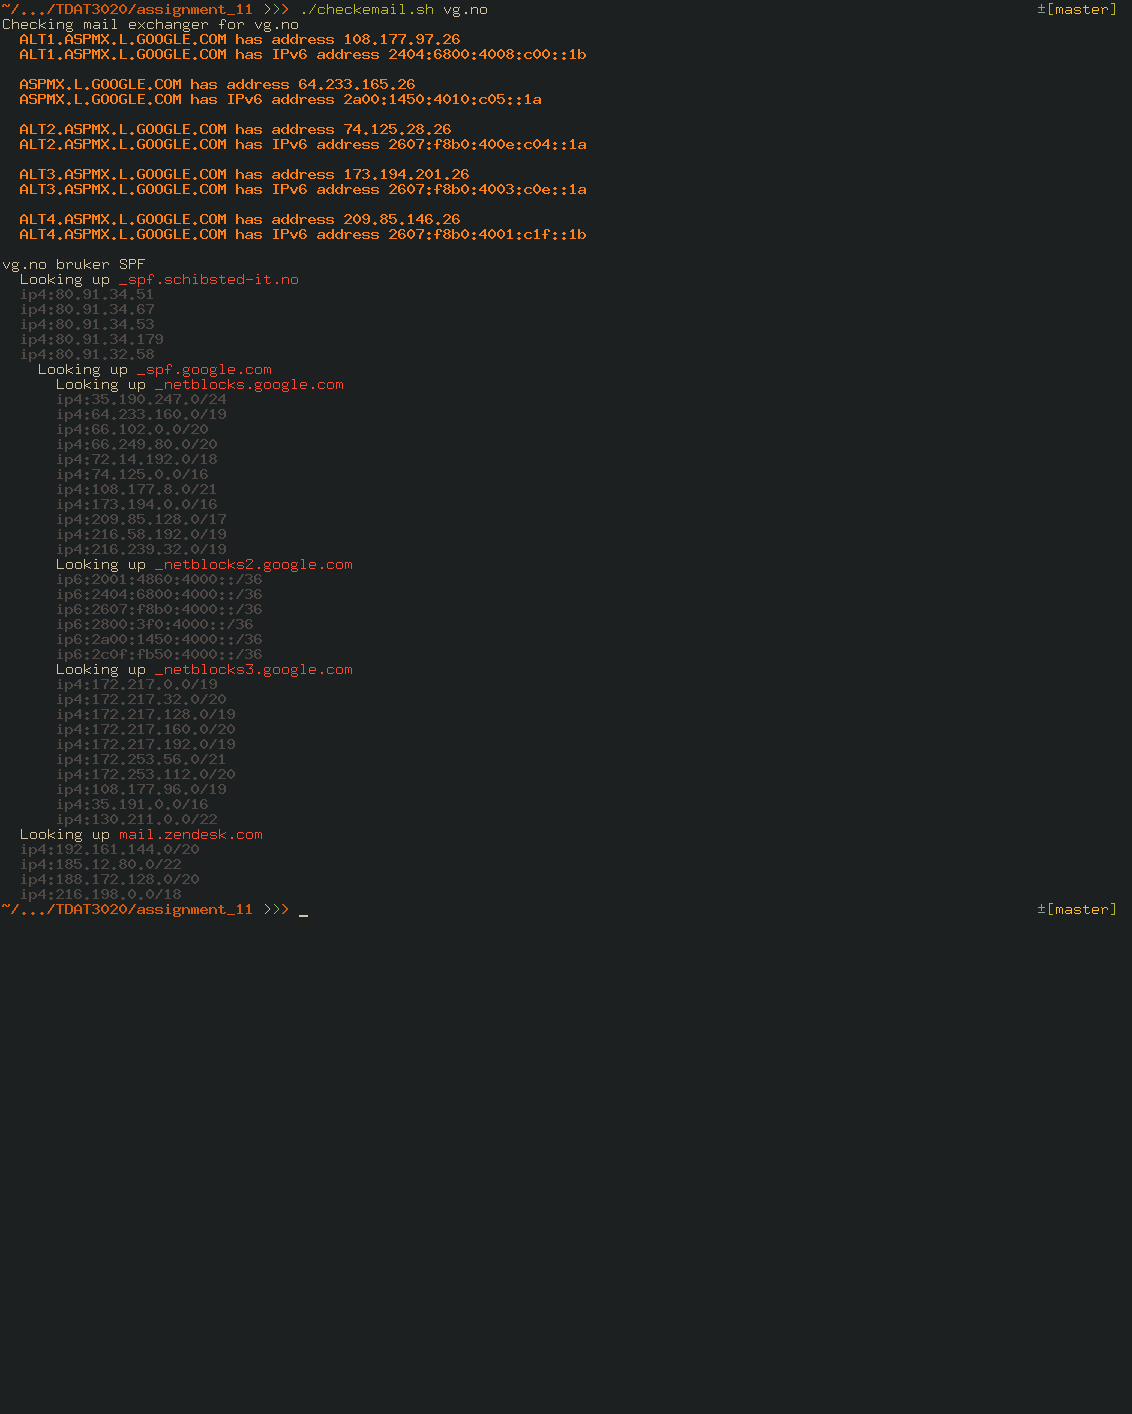 ~/.../TDAT3020/assignment_11 >>> ./checkemail.sh vg.no ±[master]
Checking mail exchanger for vg.no
ALT1.ASPMX.L.GOOGLE.COM has address 108.177.97.26
ALT1.ASPMX.L.GOOGLE.COM has IPv6 address 2404:6800:4008:c00::1b
ASPMX.L.GOOGLE.COM has address 64.233.165.26
ASPMX.L.GOOGLE.COM has IPv6 address 2a00:1450:4010:c05::1a
ALT2.ASPMX.L.GOOGLE.COM has address 74.125.28.26
ALT2.ASPMX.L.GOOGLE.COM has IPv6 address 2607:f8b0:400e:c04::1a
ALT3.ASPMX.L.GOOGLE.COM has address 173.194.201.26
ALT3.ASPMX.L.GOOGLE.COM has IPv6 address 2607:f8b0:4003:c0e::1a
ALT4.ASPMX.L.GOOGLE.COM has address 209.85.146.26
ALT4.ASPMX.L.GOOGLE.COM has IPv6 address 2607:f8b0:4001:c1f::1b
vg.no bruker SPF
Looking up _spf.schibsted-it.no
ip4:80.91.34.51
ip4:80.91.34.67
ip4:80.91.34.53
ip4:80.91.34.179
ip4:80.91.32.58
Looking up _spf.google.com
Looking up _netblocks.google.com
ip4:35.190.247.0/24
ip4:64.233.160.0/19
ip4:66.102.0.0/20
ip4:66.249.80.0/20
ip4:72.14.192.0/18
ip4:74.125.0.0/16
ip4:108.177.8.0/21
ip4:173.194.0.0/16
ip4:209.85.128.0/17
ip4:216.58.192.0/19
ip4:216.239.32.0/19
Looking up _netblocks2.google.com
ip6:2001:4860:4000::/36
ip6:2404:6800:4000::/36
ip6:2607:f8b0:4000::/36
ip6:2800:3f0:4000::/36
ip6:2a00:1450:4000::/36
ip6:2c0f:fb50:4000::/36
Looking up _netblocks3.google.com
ip4:172.217.0.0/19
ip4:172.217.32.0/20
ip4:172.217.128.0/19
ip4:172.217.160.0/20
ip4:172.217.192.0/19
ip4:172.253.56.0/21
ip4:172.253.112.0/20
ip4:108.177.96.0/19
ip4:35.191.0.0/16
ip4:130.211.0.0/22
Looking up mail.zendesk.com
ip4:192.161.144.0/20
ip4:185.12.80.0/22
ip4:188.172.128.0/20
ip4:216.198.0.0/18
~/.../TDAT3020/assignment_11 >>> _ ±[master]